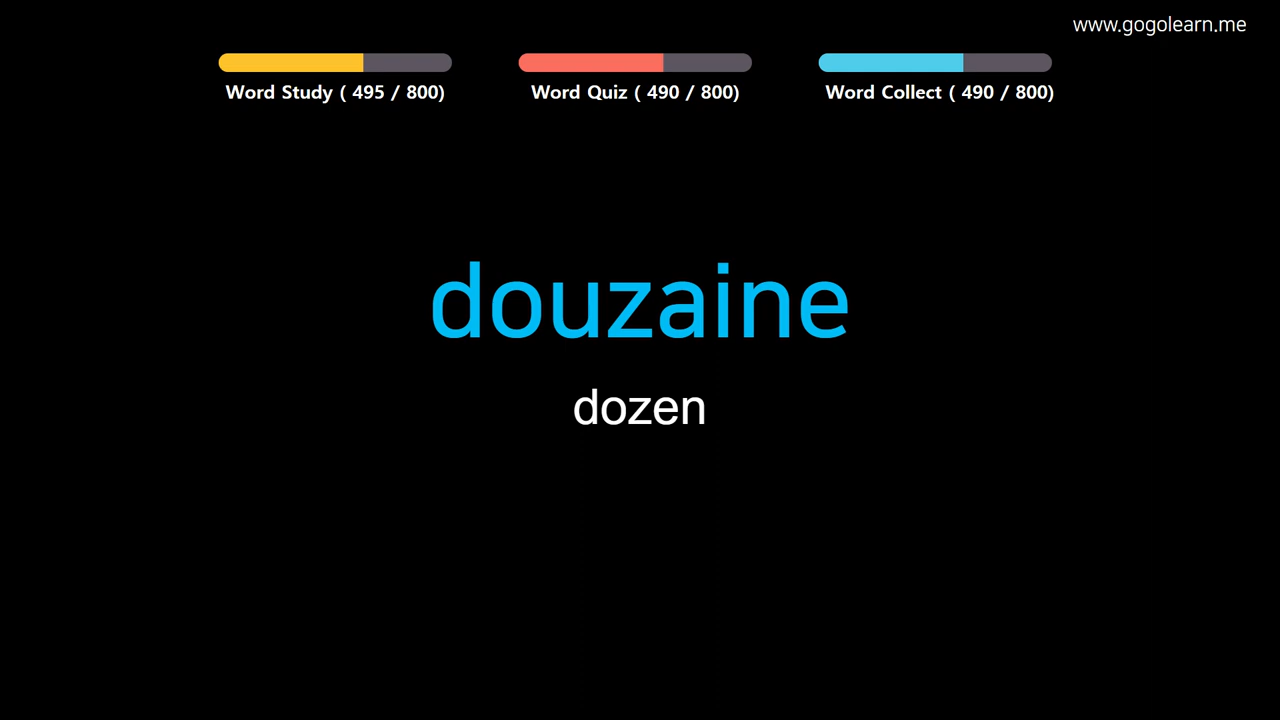 www.gogolearn.me
Word Study ( 495 / 800)
Word Quiz ( 490 / 800)
Word Collect ( 490 / 800)
douzaine
dozen